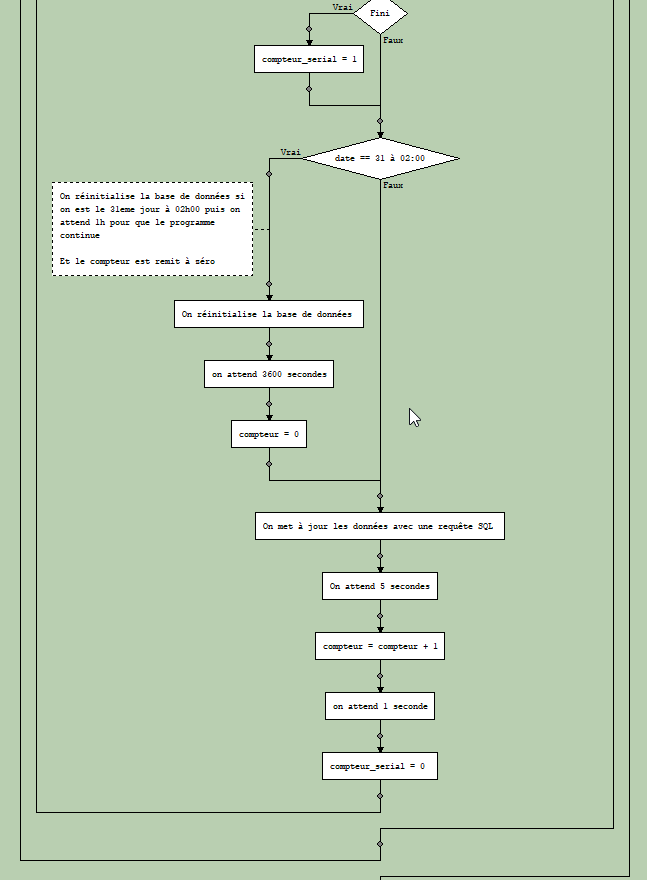 Vrai
Fini
Faux
compteur_serial = 1
Vrai
date == 31 à 02:00
Faux
On réinitialise la base de données si
on est le 31eme jour à 02h00 puis on
attend 1h pour que le programme
continue
Et le compteur est remit à zéro
On réinitialise la base de données
on attend 3600 secondes
compteur = 0
On met à jour les données avec une requête SQL
On attend 5 secondes
compteur = compteur + 1
on attend 1 seconde
compteur_serial = 0